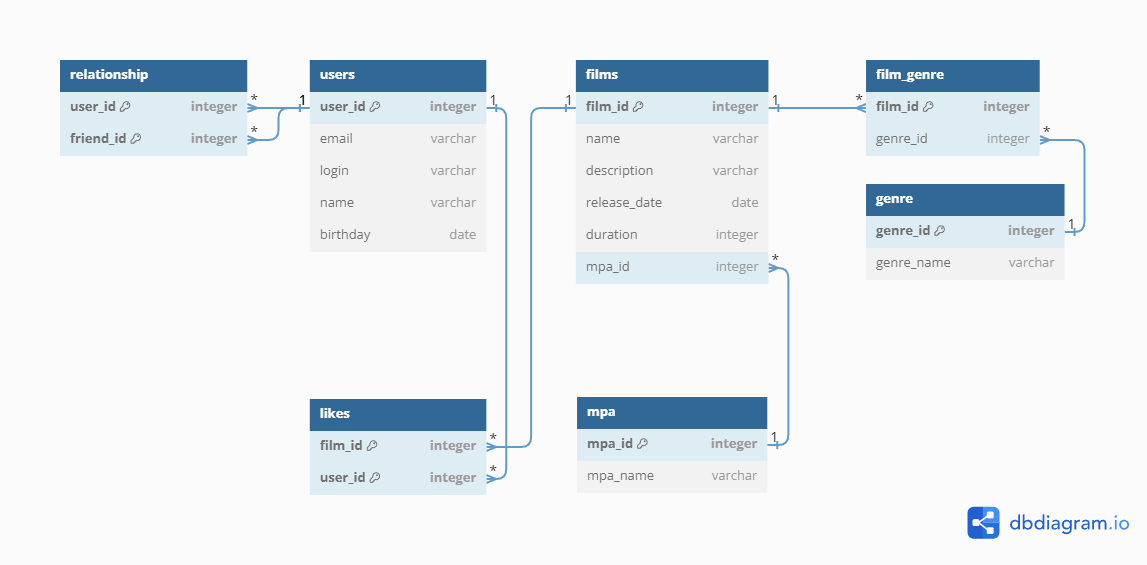 relationship
user_id integer
friend_id integer
* 1
*
users
user_id integer
email varchar
login varchar
name varchar
birthday date
1
films
film_id integer
name varchar
description varchar
release_date date
duration integer
mpa_id integer
1
1 *
*
film_genre
film_id integer
genre_id integer
*
genre
genre_id integer
genre_name varchar
1
likes
film_id integer
user_id integer
*
*
mpa
mpa_id integer
mpa_name varchar
1
dbdiagram.io